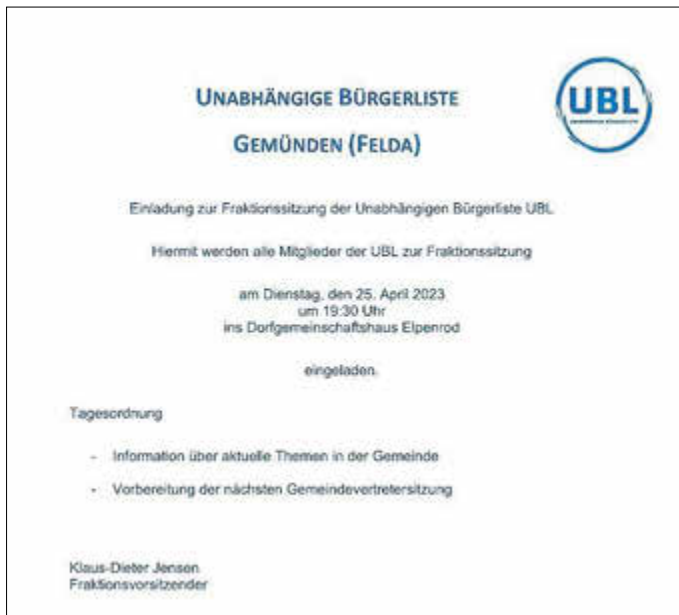 UNABHÄNGIGE BÜRGERLISTE
UBL
GEMÜNDEN (FELDA)
Einladung zur Fraktionssitzung der Unabhängigen Bürgerliste UBL
Hiermit werden alle Mitglieder der UBL zur Fraktionssitzung
am Dienstag, den 25. April 2023
um 19:30 Uhr
ins Dorfgemeinschaftshaus Elpenrod
eingeladen.
Tagesordnung
- Information über aktuelle Themen in der Gemeinde
- Vorbereitung der nächsten Gemeindevertretersitzung
Klaus-Dieter Jensen
Fraktionsvorsitzender